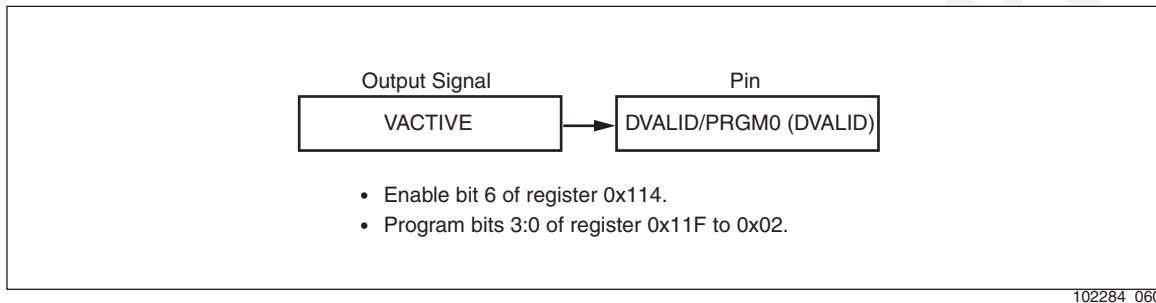 Output Signal Pin
VACTIVE DVALID/PRGM0 (DVALID)
• Enable bit 6 of register 0x114.
• Program bits 3:0 of register 0x11F to 0x02.
102284_060